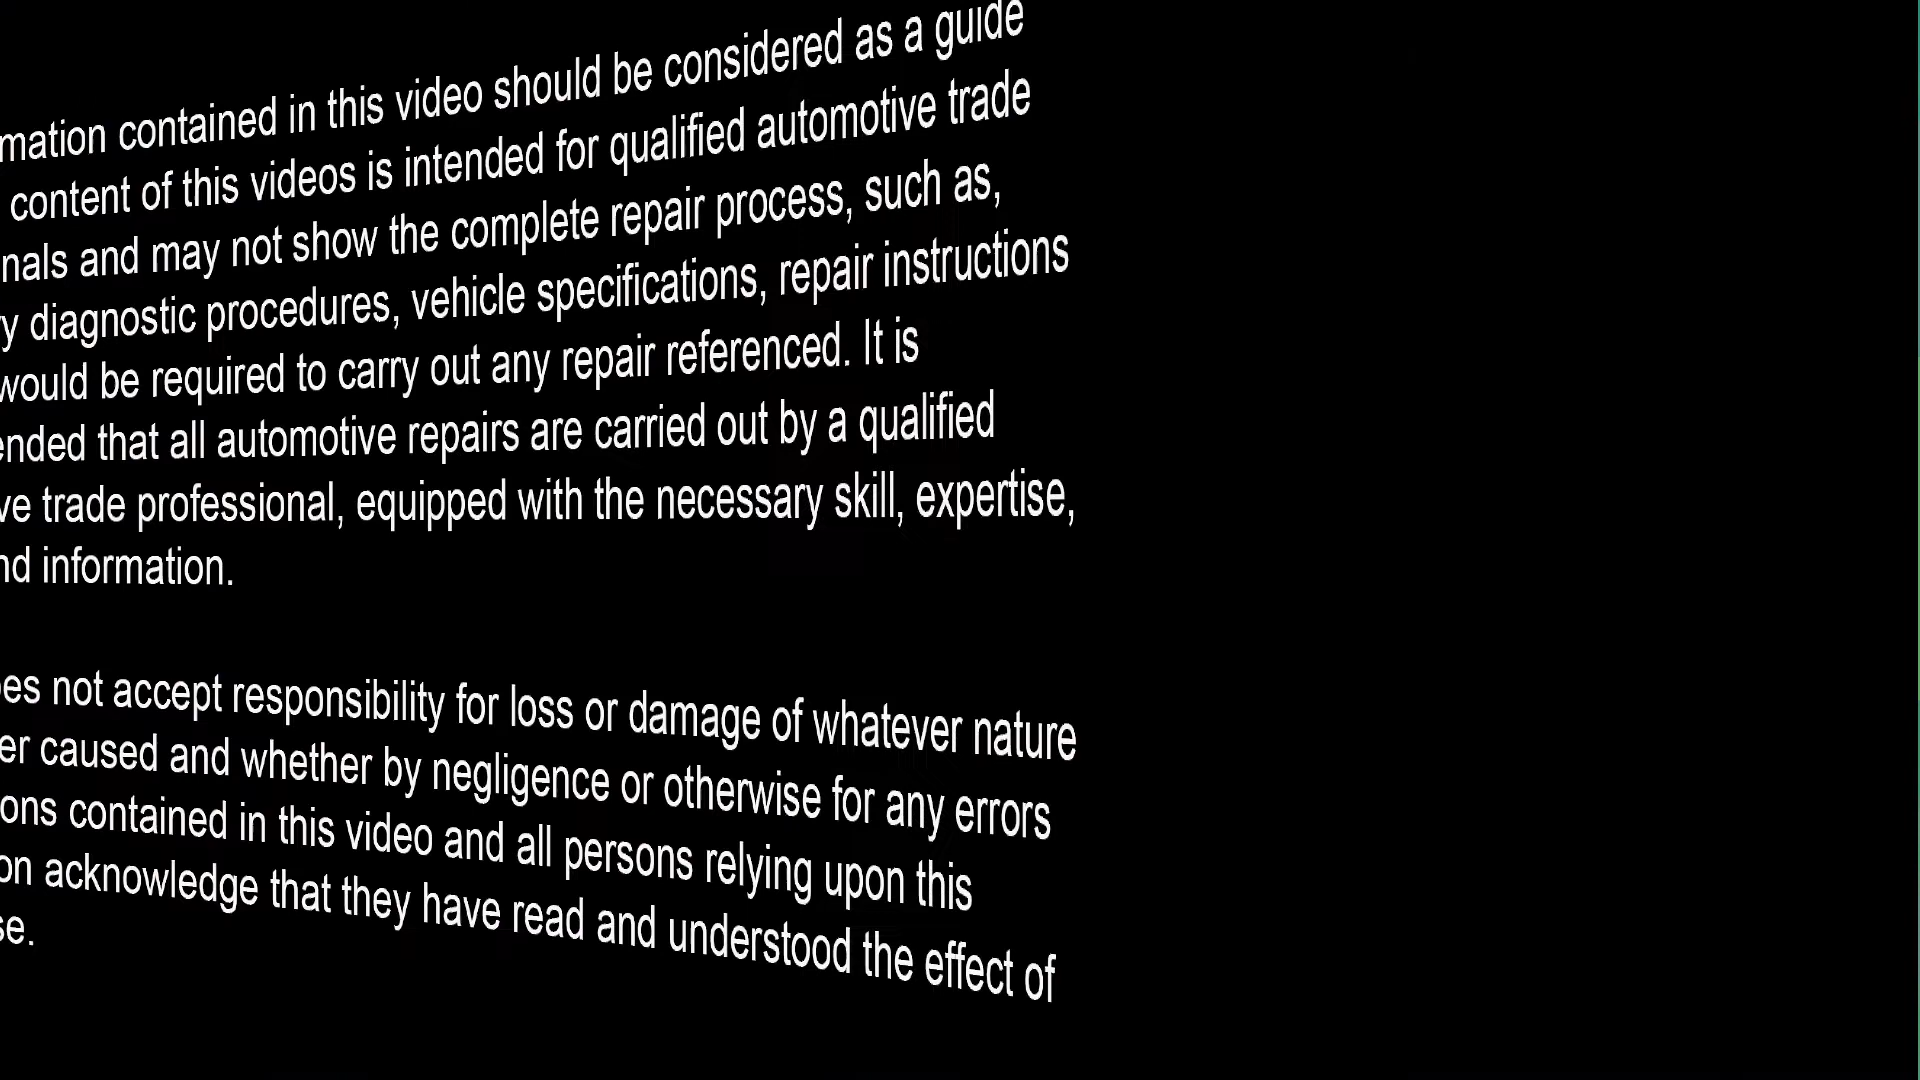 mation contained in this video should be considered as a guide
content of this videos is intended for qualified automotive trade
nals and may not show the complete repair process, such as,
y diagnostic procedures, vehicle specifications, repair instructions
would be required to carry out any repair referenced. It is
ended that all automotive repairs are carried out by a qualified
ve trade professional, equipped with the necessary skill, expertise,
nd information.
oes not accept responsibility for loss or damage of whatever nature
er caused and whether by negligence or otherwise for any errors
ons contained in this video and all persons relying upon this
on acknowledge that they have read and understood the effect of
se.